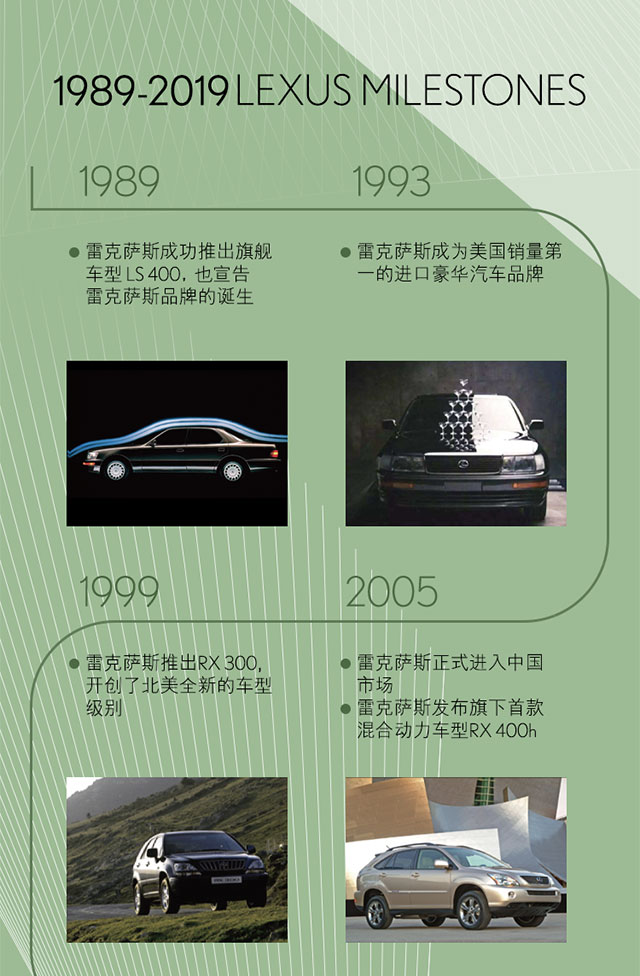 1989-2019 LEXUS MILESTONES
1989
雷克萨斯成功推出旗舰
车型 LS 400，也宣告
雷克萨斯品牌的诞生
1993
雷克萨斯成为美国销量第
一的进口豪华汽车品牌
1999
雷克萨斯推出RX 300，
开创了北美全新的车型
级别
2005
雷克萨斯正式进入中国
市场
雷克萨斯发布旗下首款
混合动力车型RX 400h